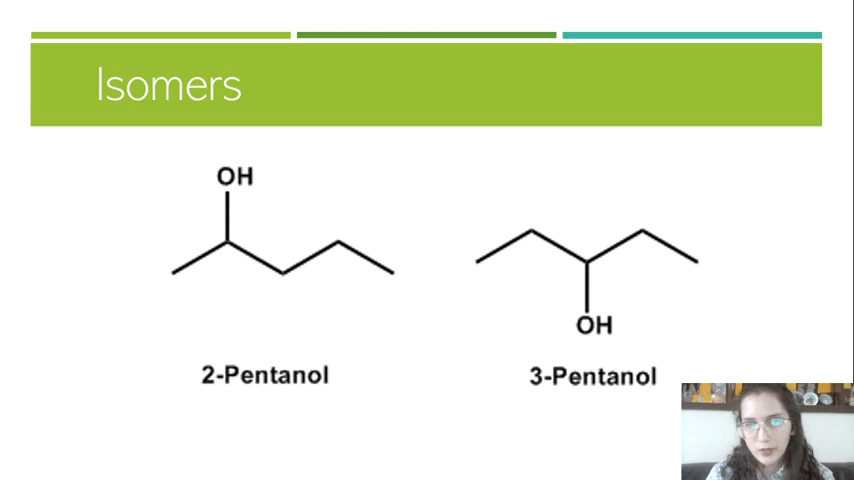 Isomers
OH
OH
2-Pentanol
3-Pentanol